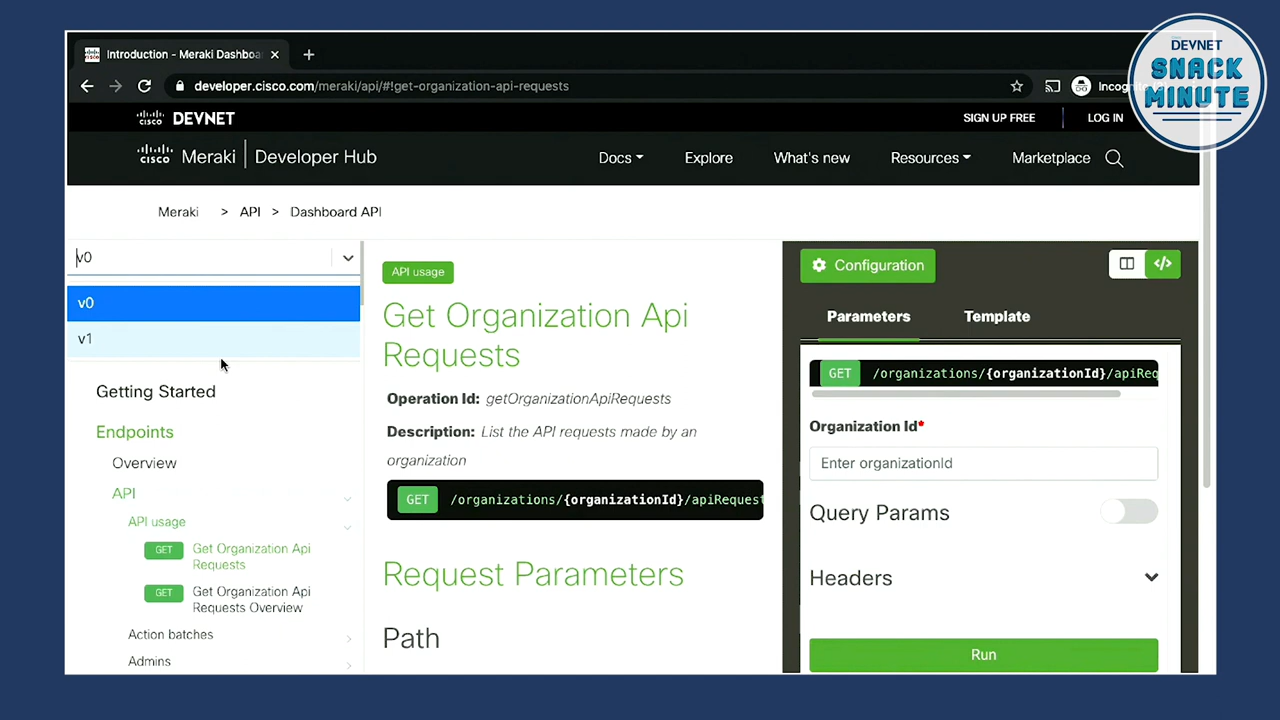 DEVNET
SNACK
MINUTE
Introduction - Meraki Dashboa
developer.cisco.com/meraki/api/#!get-organization-api-requests
Incog
CISCO DEVNET
SIGN UP FREE
LOG IN
CISCO Meraki Developer Hub
Docs
Explore
What's new
Resources
Marketplace
Meraki > API > Dashboard API
v0
v0
v1
Getting Started
Endpoints
Overview
API
API usage
GET Get Organization Api
Requests
GET Get Organization Api
Requests Overview
Action batches
Admins
API usage
Get Organization Api
Requests
Operation Id: getOrganizationApiRequests
Description: List the API requests made by an
organization
GET /organizations/{organizationId}/apiRequest
Request Parameters
Path
Configuration
</>
Parameters
Template
GET /organizations/{organizationId}/apiReq
Organization Id*
Enter organizationId
Query Params
Headers
Run